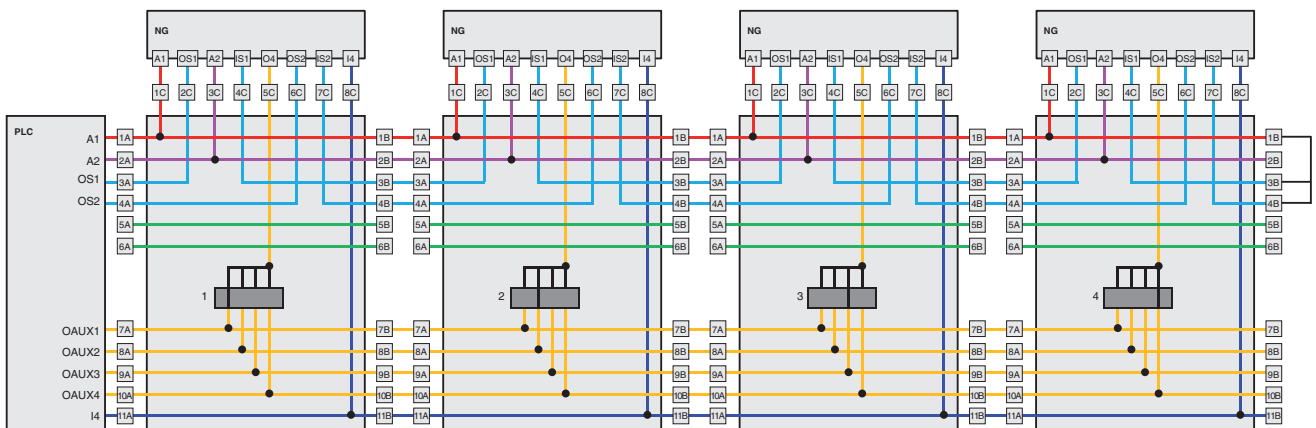 NG NG NG NG
A1 OS1 A2 IS1 O4 OS2 IS2 I4 A1 OS1 A2 IS1 O4 OS2 IS2 I4 A1 OS1 A2 IS1 O4 OS2 IS2 I4 A1 OS1 A2 IS1 O4 OS2 IS2 I4
1C 2C 3C 4C 5C 6C 7C 8C 1C 2C 3C 4C 5C 6C 7C 8C 1C 2C 3C 4C 5C 6C 7C 8C 1C 2C 3C 4C 5C 6C 7C 8C
PLC
A1 1A 1B 1A 1B 1A 1B 1A 1B
A2 2A 2B 2A 2B 2A 2B 2A 2B
OS1 3A 3B 3A 3B 3A 3B 3A 3B
OS2 4A 4B 4A 4B 4A 4B 4A 4B
5A 5B 5A 5B 5A 5B 5A 5B
6A 6B 6A 6B 6A 6B 6A 6B
1 2 3 4
OAUX1 7A 7B 7A 7B 7A 7B 7A 7B
OAUX2 8A 8B 8A 8B 8A 8B 8A 8B
OAUX3 9A 9B 9A 9B 9A 9B 9A 9B
OAUX4 10A 10B 10A 10B 10A 10B 10A 10B
I4 11A 11B 11A 11B 11A 11B 11A 11B